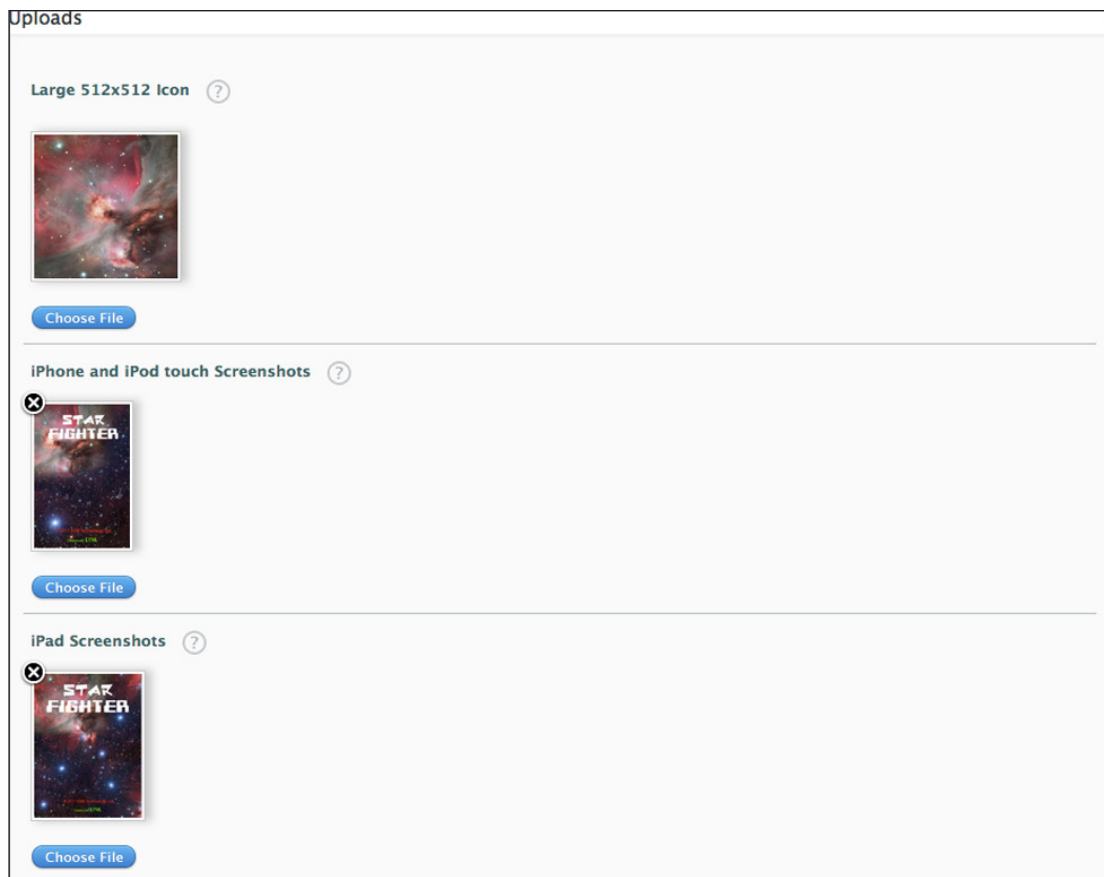 Uploads
Large 512x512 Icon ?
Choose File
iPhone and iPod touch Screenshots ?
STAR
FIGHTER
Choose File
iPad Screenshots ?
STAR
FIGHTER
Choose File